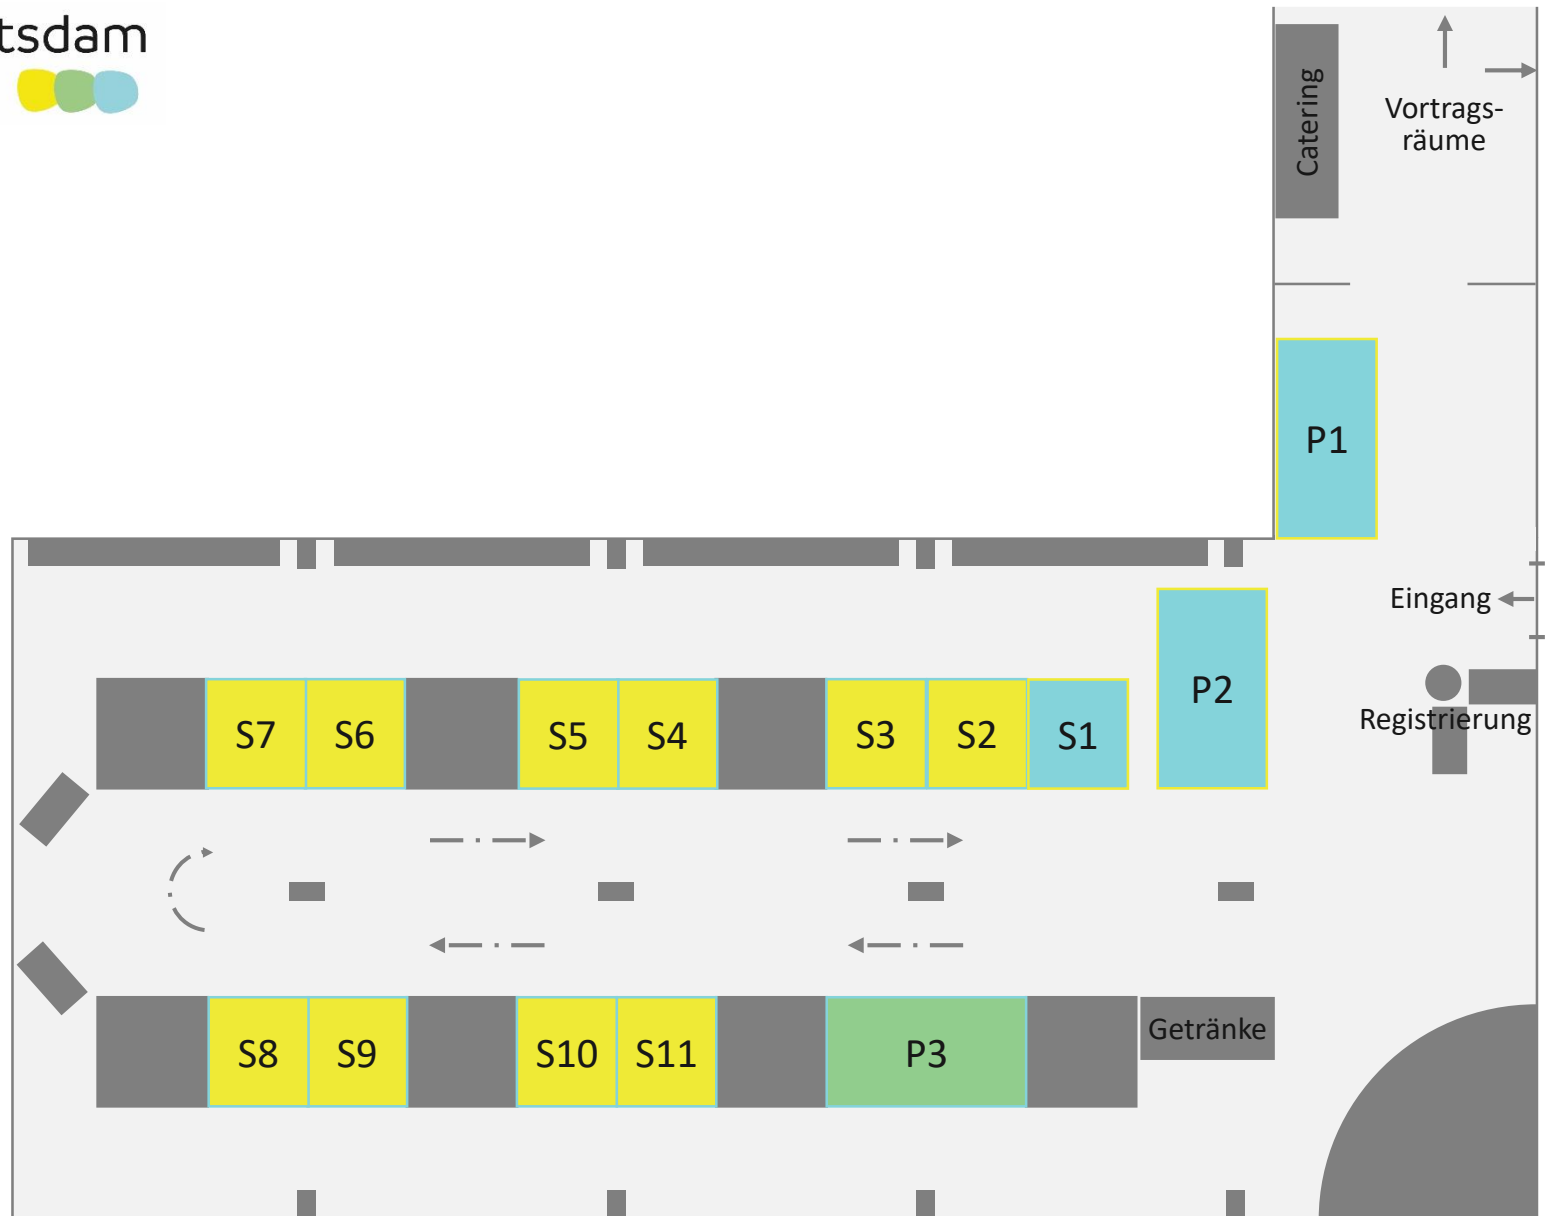 tsdam
Catering
Vortrags-
räume
P1
Eingang
P2
Registrierung
S7 S6 S5 S4 S3 S2 S1
S8 S9 S10 S11 P3
Getränke